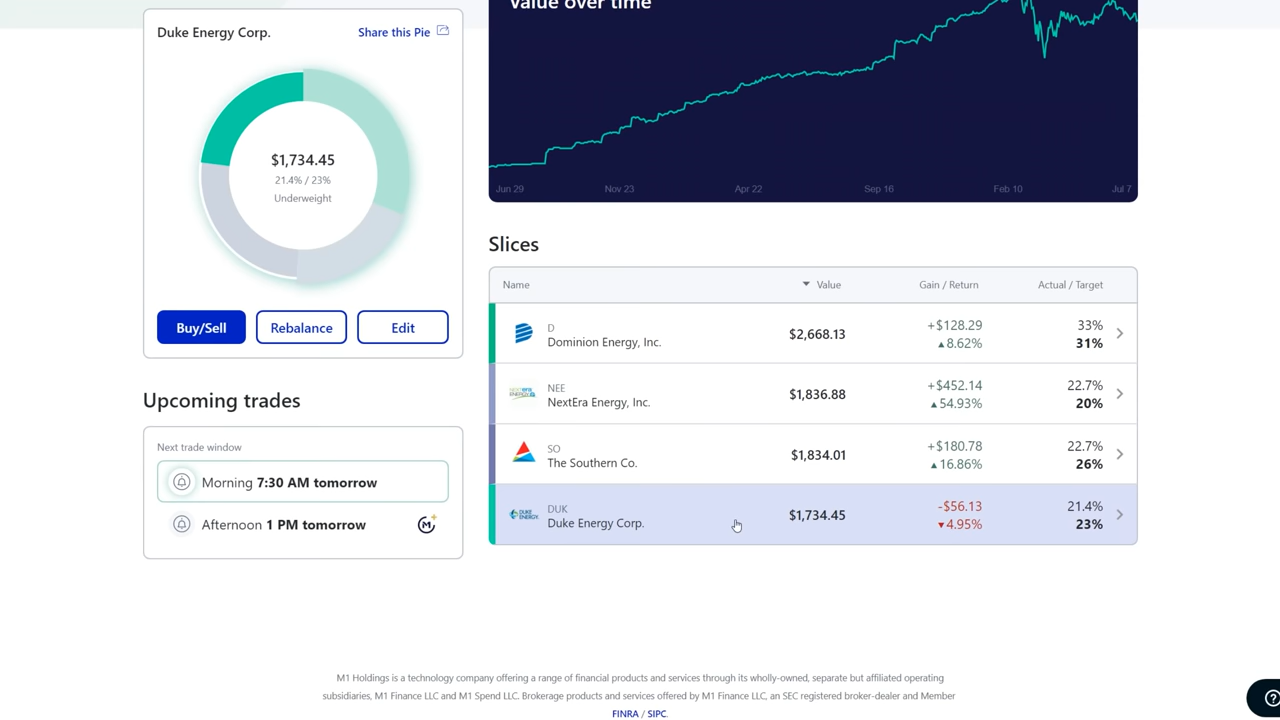 Value over time
Duke Energy Corp.
Share this Pie
$1,734.45
21.4% / 23%
Underweight
Jun 29 Nov 23 Apr 22 Sep 16 Feb 10 Jul 7
Buy/Sell Rebalance Edit
Slices
Name Value Gain / Return Actual / Target
D
Dominion Energy, Inc.
$2,668.13
+$128.29
▲8.62%
33%
31%
NEE
NextEra Energy, Inc.
$1,836.88
+$452.14
▲54.93%
22.7%
20%
SO
The Southern Co.
$1,834.01
+$180.78
▲16.86%
22.7%
26%
DUKE ENERGY
DUK
Duke Energy Corp.
$1,734.45
-$56.13
▼4.95%
21.4%
23%
Upcoming trades
Next trade window
Morning 7:30 AM tomorrow
Afternoon 1 PM tomorrow
M1 Holdings is a technology company offering a range of financial products and services through its wholly-owned, separate but affiliated operating
subsidiaries, M1 Finance LLC and M1 Spend LLC. Brokerage products and services offered by M1 Finance LLC, an SEC registered broker-dealer and Member
FINRA / SIPC.